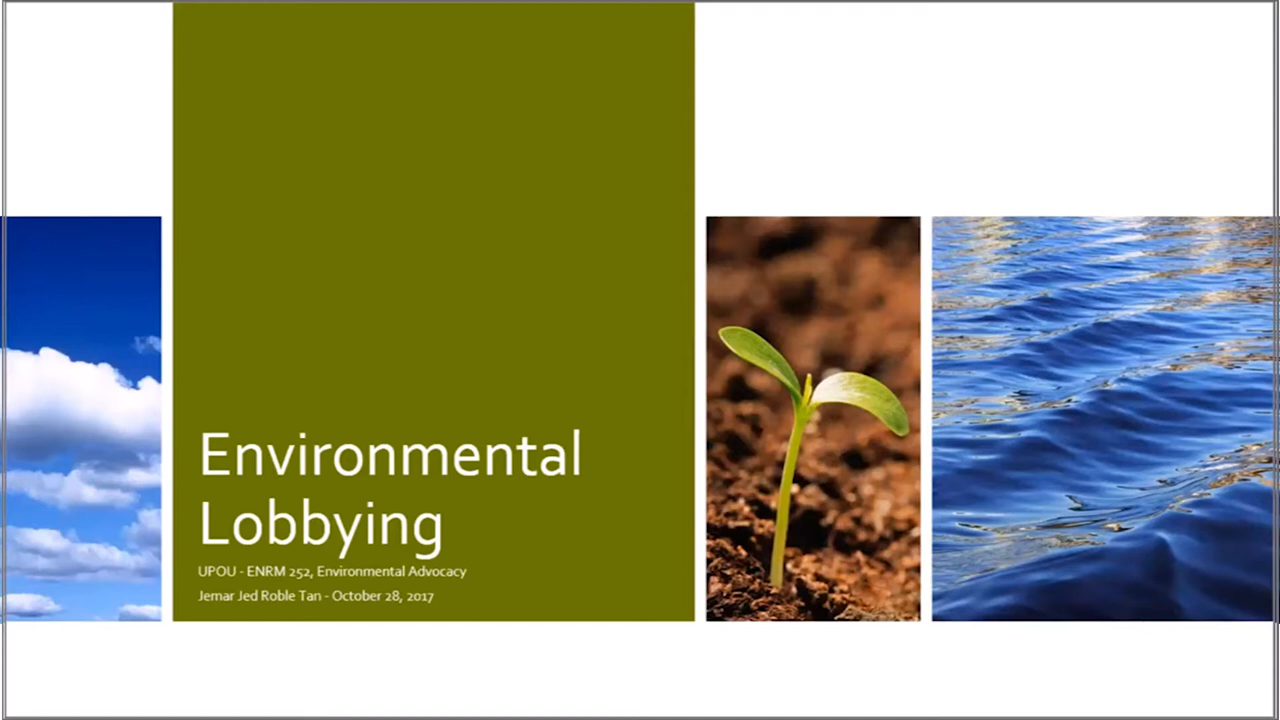 Environmental
Lobbying
UPOU - ENRM 252, Environmental Advocacy
Jemar Jed Roble Tan - October 28, 2017